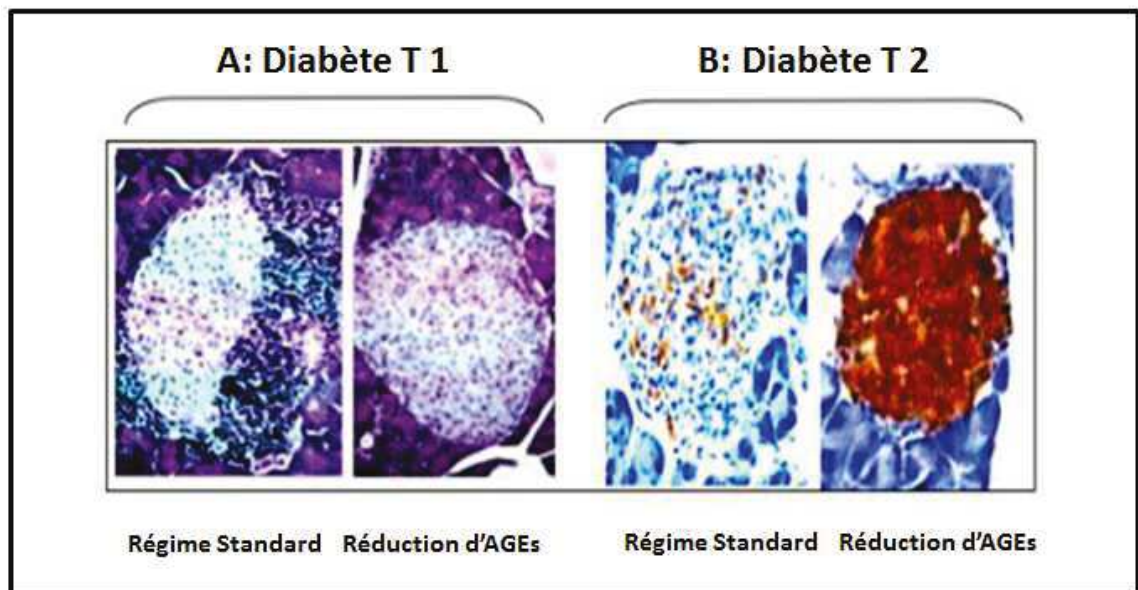 A: Diabète T 1
B: Diabète T 2
Régime Standard
Réduction d'AGEs
Régime Standard
Réduction d'AGEs